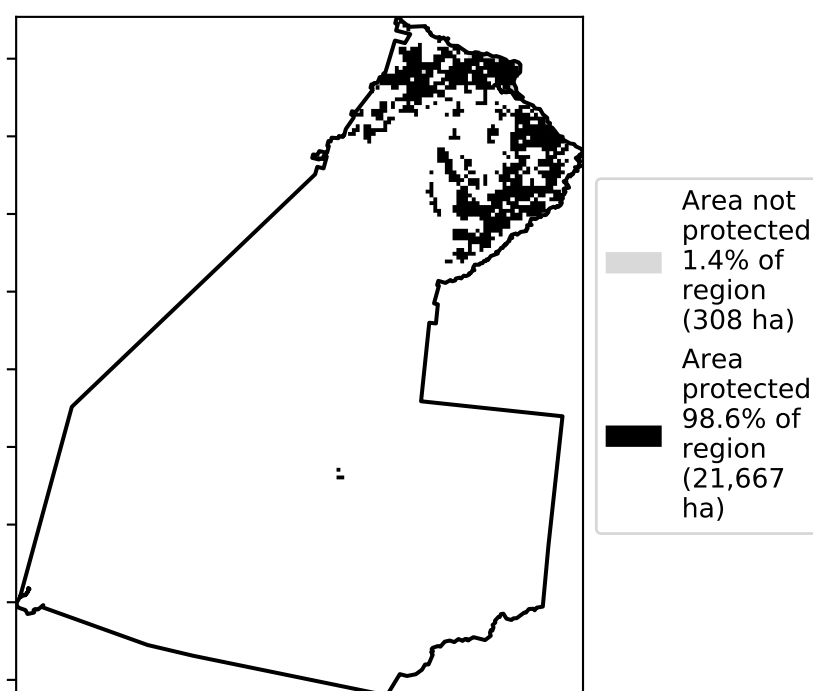 Area not
protected
1.4% of
region
(308 ha)
Area
protected
98.6% of
region
(21,667
ha)